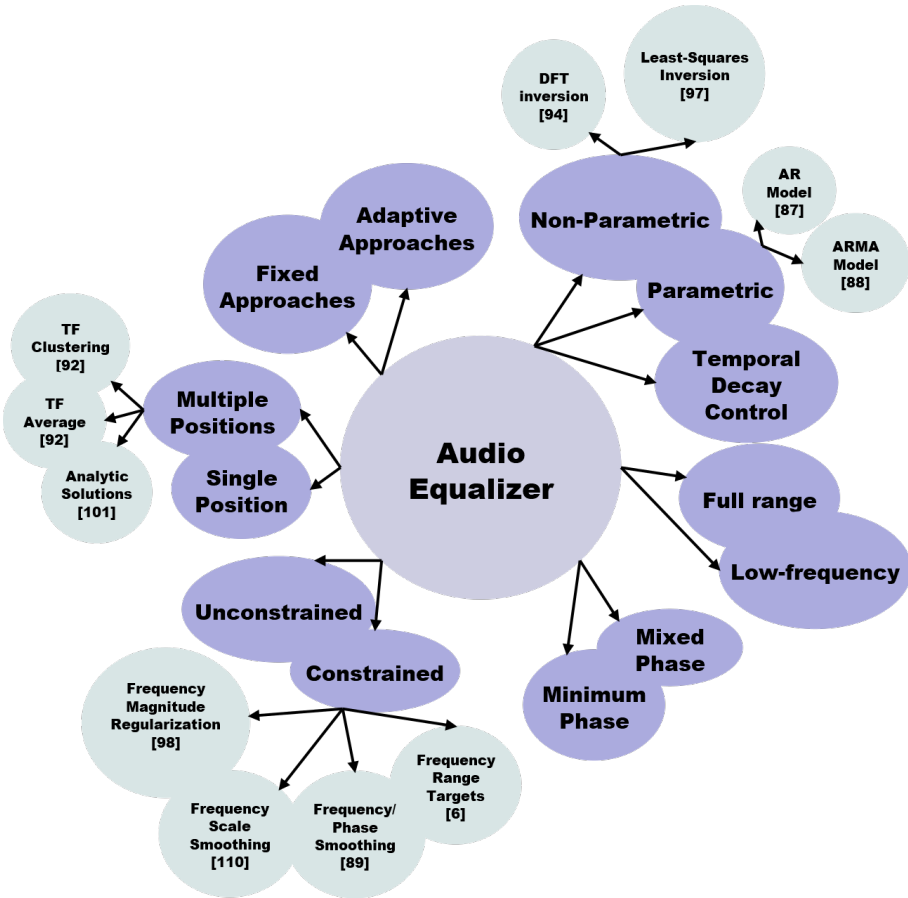 Least-Squares
Inversion
[97]
DFT
inversion
[94]
AR
Model
[87]
ARMA
Model
[88]
Adaptive
Approaches
Fixed
Approaches
Non-Parametric
Parametric
Temporal
Decay
Control
TF
Clustering
[92]
TF
Average
[92]
Analytic
Solutions
[101]
Multiple
Positions
Single
Position
Audio
Equalizer
Full range
Low-frequency
Unconstrained
Constrained
Mixed
Phase
Minimum
Phase
Frequency
Magnitude
Regularization
[98]
Frequency
Scale
Smoothing
[110]
Frequency/
Phase
Smoothing
[89]
Frequency
Range
Targets
[6]